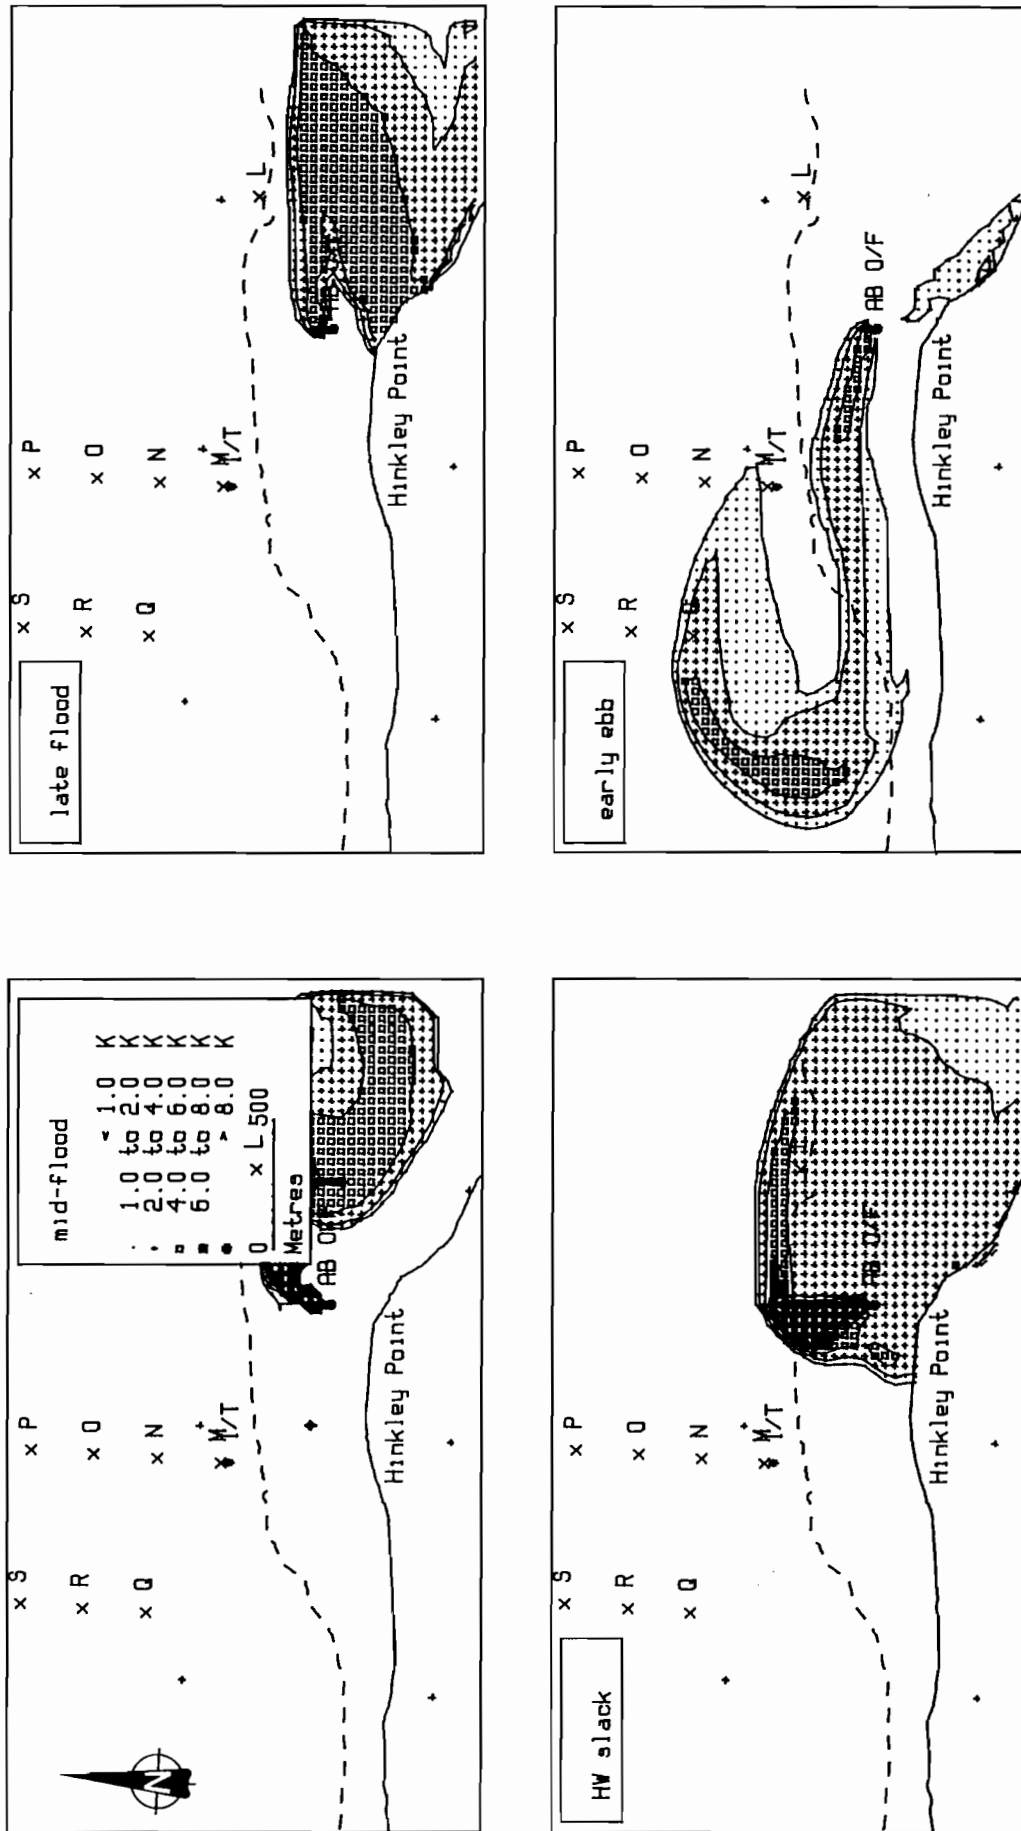 mid-flood
< 1.0 K
1.0 to 2.0 K
2.0 to 4.0 K
4.0 to 6.0 K
6.0 to 8.0 K
> 8.0 K
0 500
Metres
S
R
Q
P
O
N
M
I/T
L
AB
Hinkley Point
N
late flood
S
R
Q
P
O
N
M
I/T
L
Hinkley Point
HW slack
S
R
Q
P
O
N
M
I/T
AB O/F
Hinkley Point
early ebb
S
R
P
O
N
M
I/T
L
AB O/F
Hinkley Point